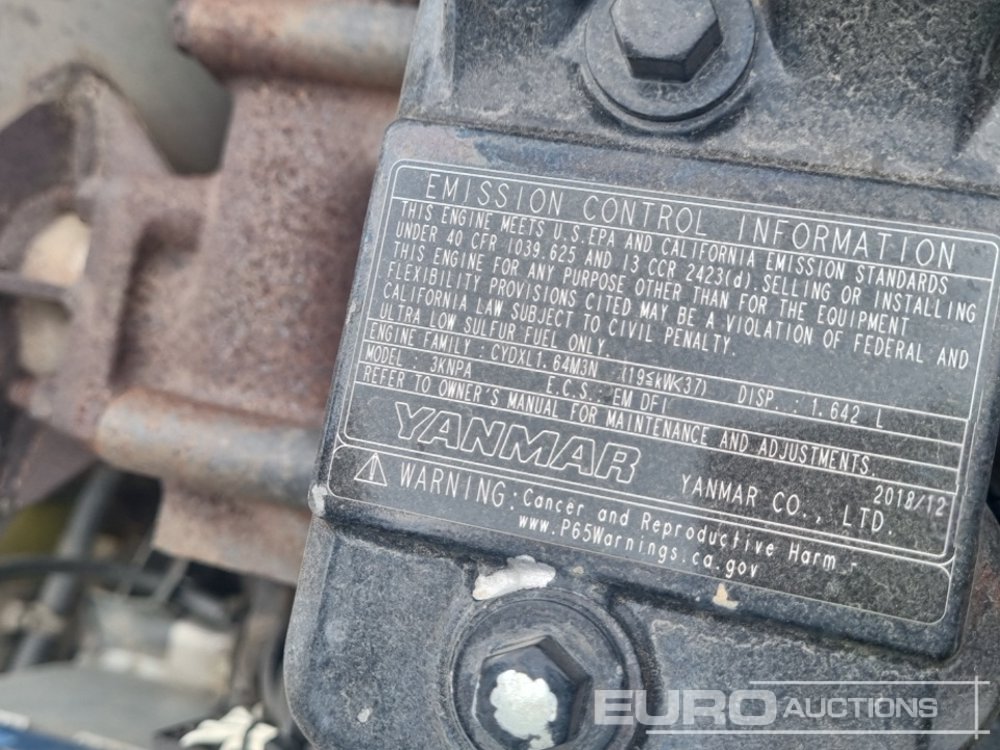 EMISSION CONTROL INFORMATION
THIS ENGINE MEETS U.S.EPA AND CALIFORNIA EMISSION STANDARDS
UNDER 40 CFR 1039.625 AND 13 CCR 2423(d). SELLING OR INSTALLING
THIS ENGINE FOR ANY PURPOSE OTHER THAN FOR THE EQUIPMENT
FLEXIBILITY PROVISIONS CITED MAY BE A VIOLATION OF FEDERAL AND
CALIFORNIA LAW SUBJECT TO CIVIL PENALTY.
ULTRA LOW SULFUR FUEL ONLY.
ENGINE FAMILY : CYDXL1.64M3N (19≦kW<37) DISP. : 1.642 L
MODEL : 3KNPA E.C.S. : EM DFI
REFER TO OWNER'S MANUAL FOR MAINTENANCE AND ADJUSTMENTS.
2018/12
YANMAR YANMAR CO., LTD.
WARNING: Cancer and Reproductive Harm -
www.P65Warnings.ca.gov
EURO AUCTIONS